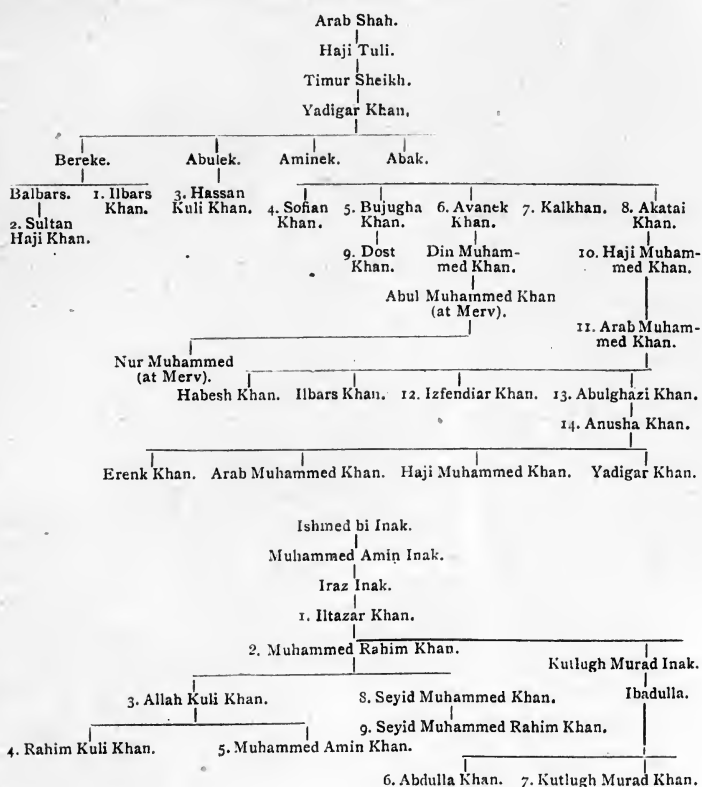 Arab Shah.
Haji Tuli.
Timur Sheikh.
Yadigar Khan.
Bereke. Abulek. Aminek. Abak.
Balbars. 1. Ilbars 3. Hassan 4. Sofian 5. Bujugha 6. Avanek 7. Kalkhan. 8. Akatai
Khan. Kuli Khan. Khan. Khan. Khan. Khan.
2. Sultan
Haji Khan. 9. Dost Din Muham- 10. Haji Muham-
Khan. med Khan. med Khan.
Abul Muhammed Khan
(at Merv). 11. Arab Muham-
med Khan.
Nur Muhammed
(at Merv).
Habesh Khan. Ilbars Khan. 12. Izfendiar Khan. 13. Abulghazi Khan.
14. Anusha Khan.
Erenk Khan. Arab Muhammed Khan. Haji Muhammed Khan. Yadigar Khan.
Ishmed bi Inak.
Muhammed Amin Inak.
Iraz Inak.
1. Iltazar Khan.
2. Muhammed Rahim Khan.
Kutlugh Murad Inak.
3. Allah Kuli Khan. 8. Seyid Muhammed Khan. Ibadulla.
9. Seyid Muhammed Rahim Khan.
4. Rahim Kuli Khan. 5. Muhammed Amin Khan.
6. Abdulla Khan. 7. Kutlugh Murad Khan.